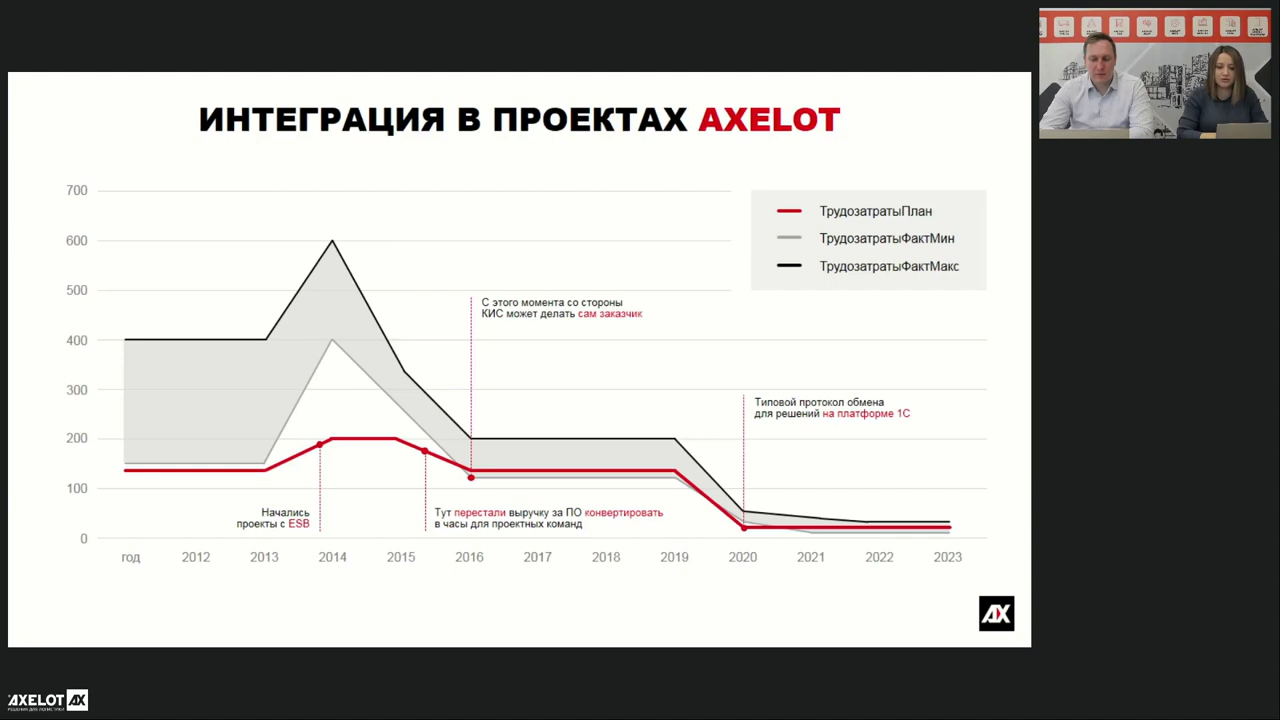 ИНТЕГРАЦИЯ В ПРОЕКТАХ AXELOT
700
600
500
400
300
200
100
0
ТрудозатратыПлан
ТрудозатратыФактМин
ТрудозатратыФактМакс
С этого момента со стороны
КИС может делать сам заказчик
Типовой протокол обмена
для решений на платформе 1С
Начались
проекты с ESB
Тут перестали выручку за ПО конвертировать
в часы для проектных команд
год 2012 2013 2014 2015 2016 2017 2018 2019 2020 2021 2022 2023
AX
AXELOT AX
РЕШЕНИЯ ДЛЯ ЛОГИСТИКИ